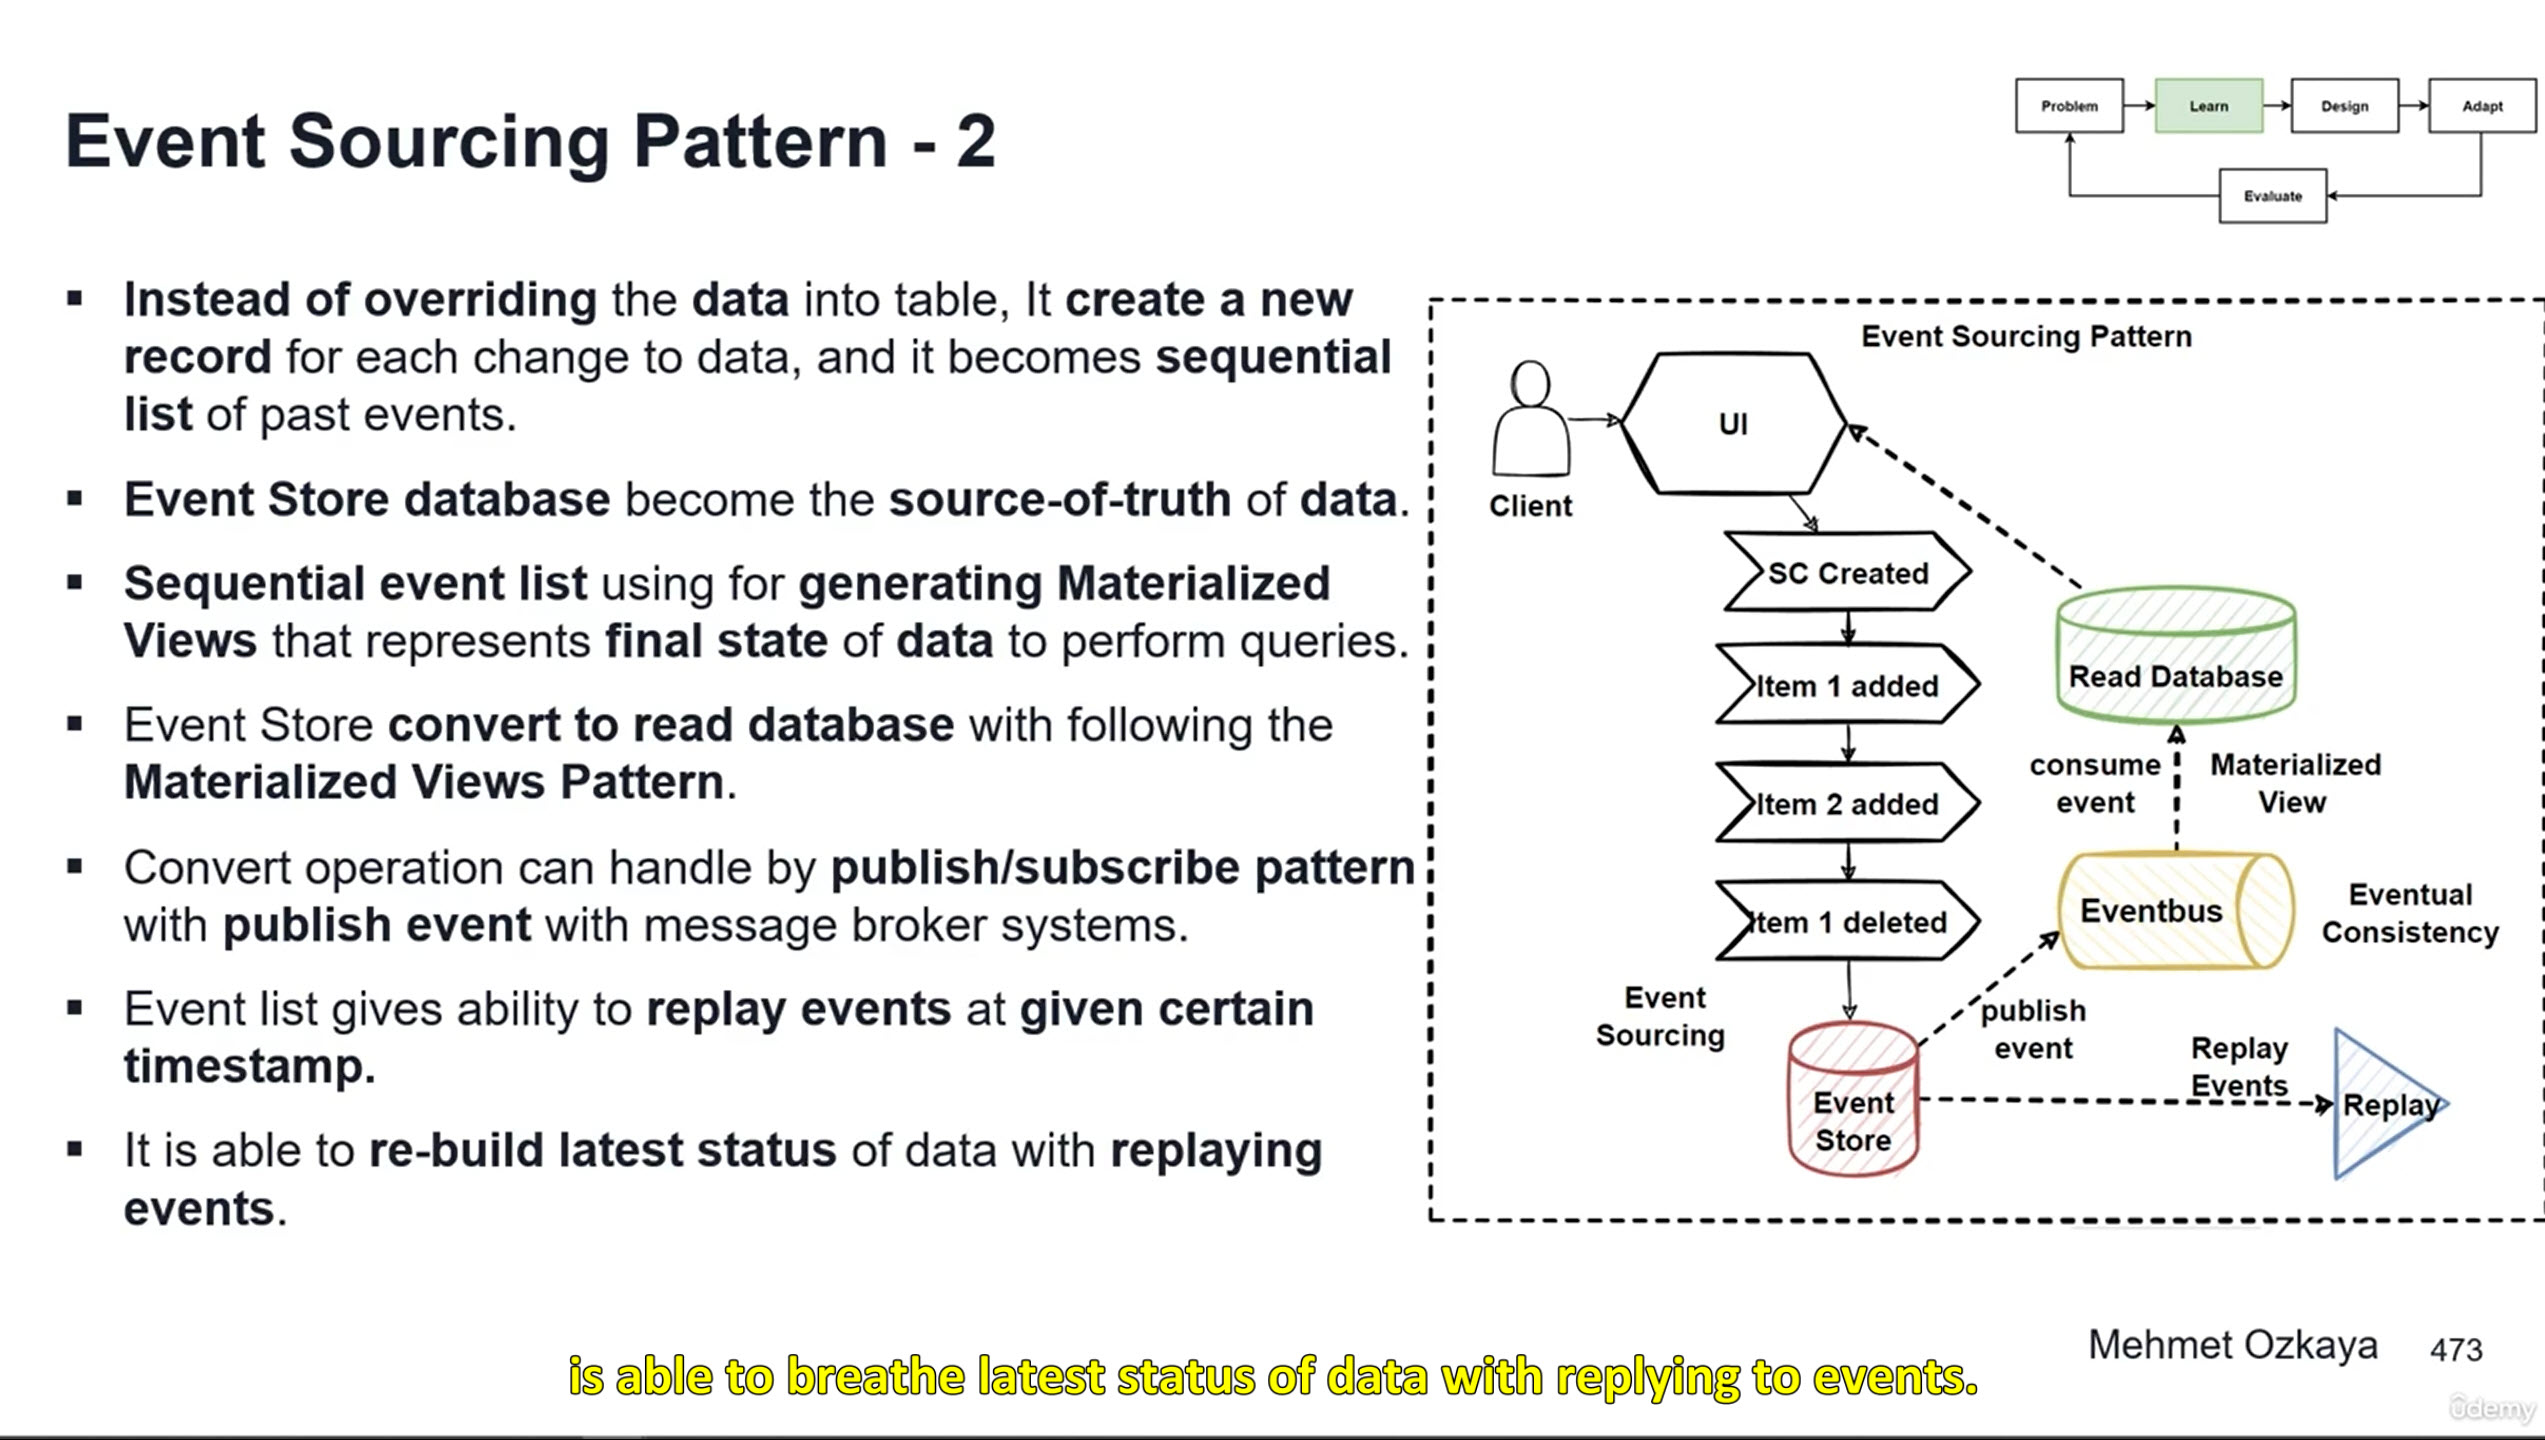 Event Sourcing Pattern - 2
Problem
Learn
Design
Adapt
Evaluate
▪ Instead of overriding the data into table, It create a new
record for each change to data, and it becomes sequential
list of past events.
▪ Event Store database become the source-of-truth of data.
▪ Sequential event list using for generating Materialized
Views that represents final state of data to perform queries.
▪ Event Store convert to read database with following the
Materialized Views Pattern.
▪ Convert operation can handle by publish/subscribe pattern
with publish event with message broker systems.
▪ Event list gives ability to replay events at given certain
timestamp.
▪ It is able to re-build latest status of data with replaying
events.
Event Sourcing Pattern
Client
UI
SC Created
Item 1 added
Item 2 added
Item 1 deleted
Event
Sourcing
Event
Store
publish
event
Replay
Events
Replay
Eventbus
Eventual
Consistency
consume
event
Materialized
View
Read Database
Mehmet Ozkaya
473
is able to breathe latest status of data with replying to events.
ûdemy